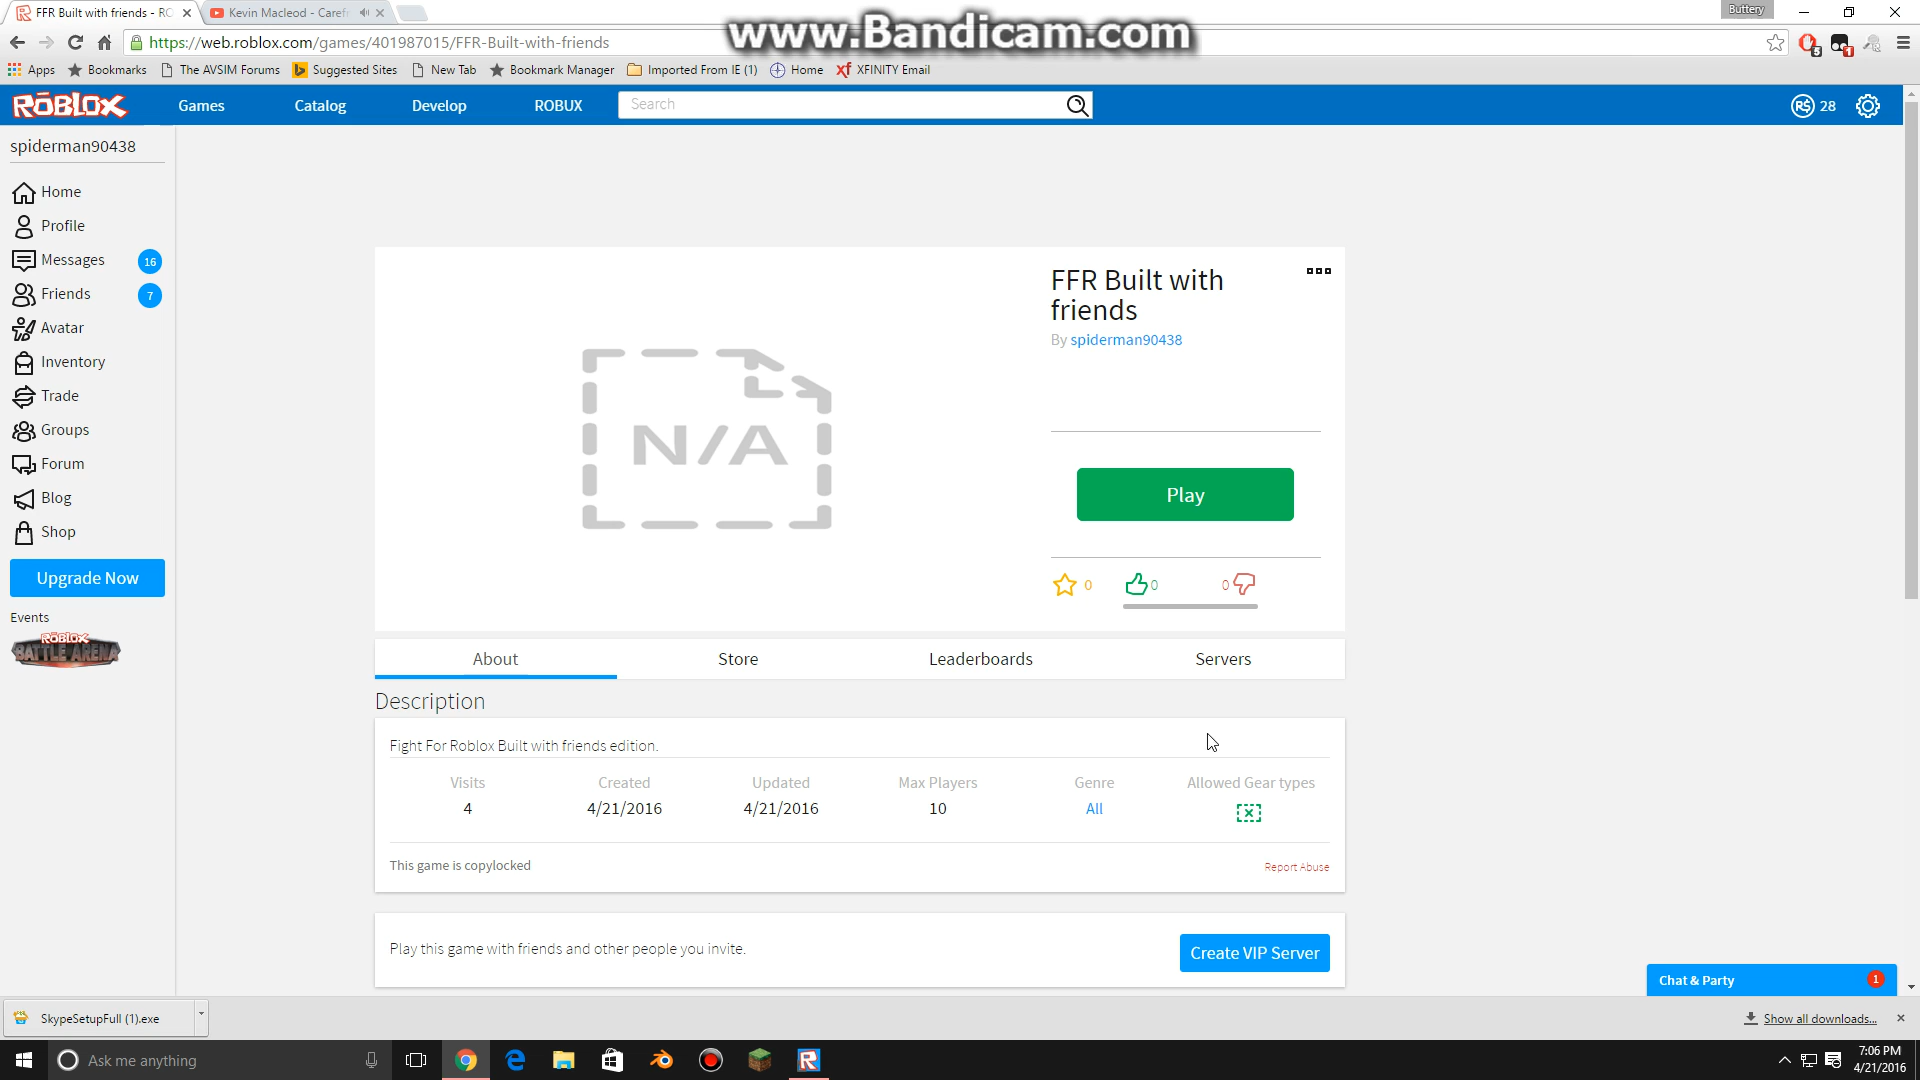 FFR Built with friends - RO
Kevin Macleod - Caref
Buttery
www.Bandicam.com
https://web.roblox.com/games/401987015/FFR-Built-with-friends
6
1
Apps
Bookmarks
The AVSIM Forums
Suggested Sites
New Tab
Bookmark Manager
Imported From IE (1)
Home
xf XFINITY Email
ROBLOX
Games
Catalog
Develop
ROBUX
Search
R$ 28
spiderman90438
Home
Profile
Messages 16
Friends 7
Avatar
Inventory
Trade
Groups
Forum
Blog
Shop
Upgrade Now
Events
ROBLOX
BATTLE ARENA
N/A
FFR Built with
friends
By spiderman90438
Play
0
0
0
About
Store
Leaderboards
Servers
Description
Fight For Roblox Built with friends edition.
Visits
Created
Updated
Max Players
Genre
Allowed Gear types
4
4/21/2016
4/21/2016
10
All
This game is copylocked
Report Abuse
Play this game with friends and other people you invite.
Create VIP Server
Chat & Party 1
SkypeSetupFull (1).exe
Show all downloads...
Ask me anything
7:06 PM
4/21/2016